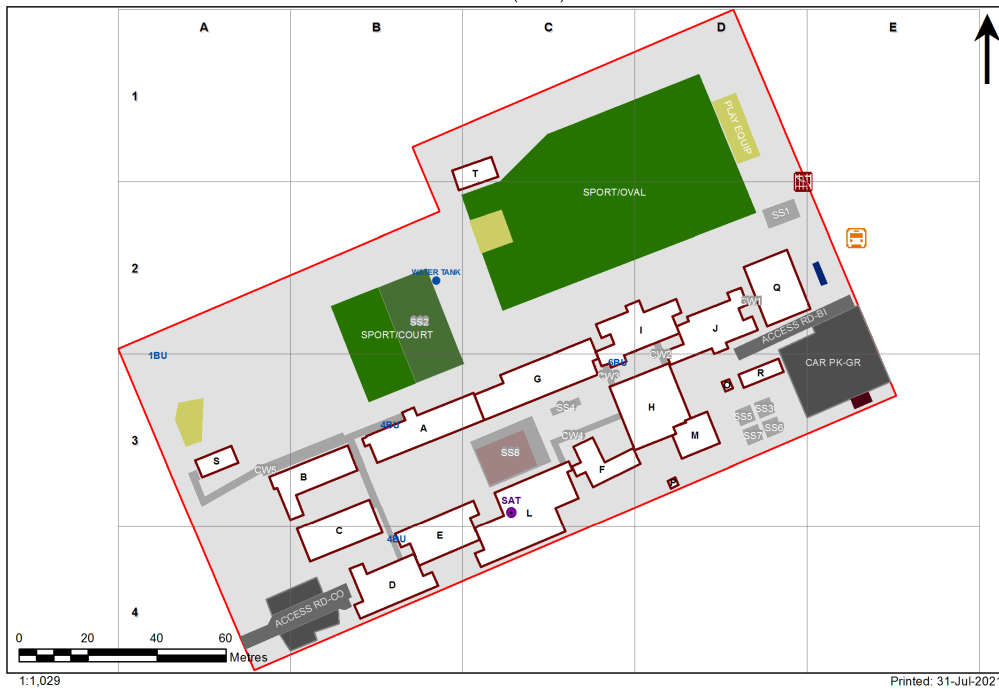 A B C D E
1
PLAY EQUIP
T
SPORT/OVAL
SS1
2
WATER TANK
Q
CW1
SS2
SPORT/COURT
I
J
ACCESS RD-BI
1BU
CW2
6BU
CAR PK-GR
G
CW3
R
O
SS4
H
SS3
SS5
4BU
A
3
CW4
M
SS6
SS7
SS8
S
CW5
F
B
P
SAT
L
C
E
4BU
D
ACCESS RD-CO
4
0 20 40 60
Metres
1:1,029
Printed: 31-Jul-2021